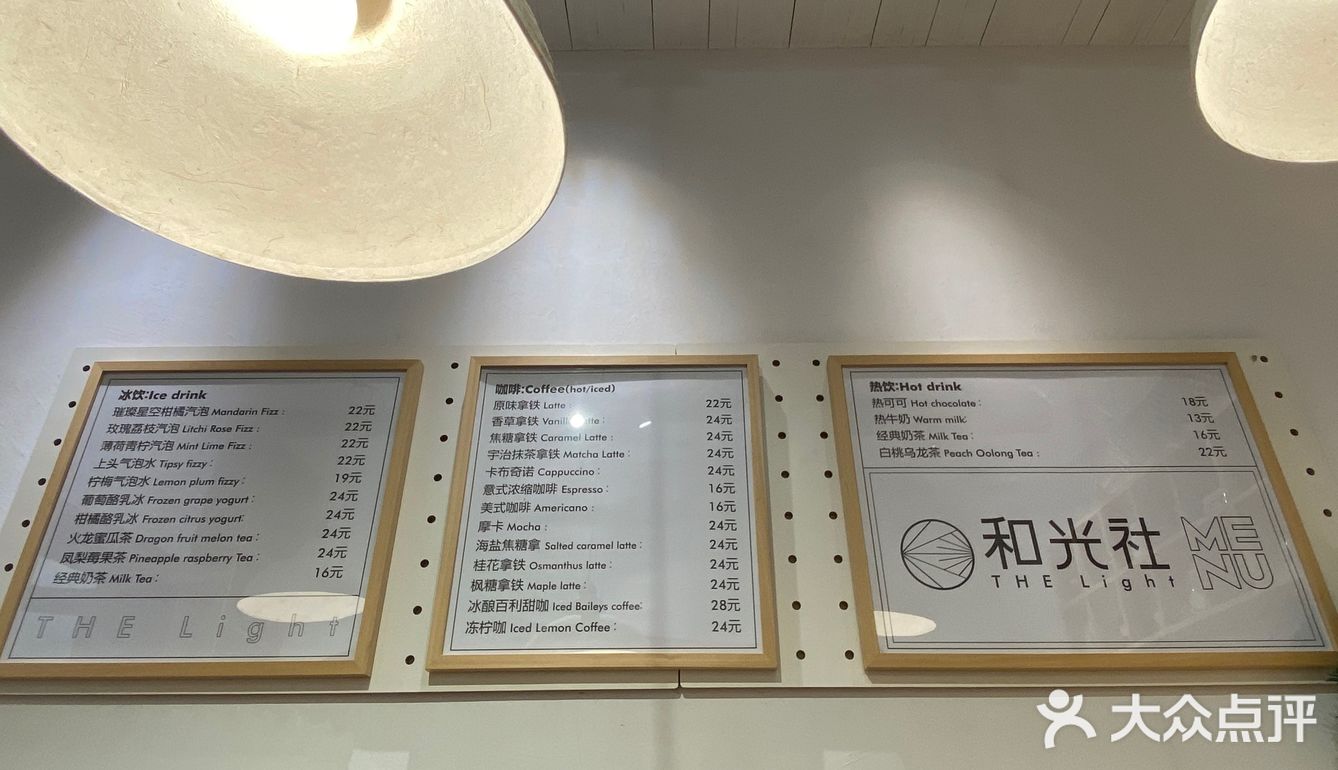 冰饮:Ice drink
璀璨星空柑橘汽泡 Mandarin Fizz : 22元
玫瑰荔枝汽泡 Litchi Rose Fizz : 22元
薄荷青柠汽泡 Mint Lime Fizz : 22元
上头气泡水 Tipsy fizzy : 22元
柠梅气泡水 Lemon plum fizzy : 19元
葡萄酪乳冰 Frozen grape yogurt : 24元
柑橘酪乳冰 Frozen citrus yogurt: 24元
火龙蜜瓜茶 Dragon fruit melon tea : 24元
凤梨莓果茶 Pineapple raspberry Tea : 24元
经典奶茶 Milk Tea : 16元
THE Light
咖啡:Coffee(hot/iced)
原味拿铁 Latte : 22元
香草拿铁 Vanilla Latte : 24元
焦糖拿铁 Caramel Latte : 24元
宇治抹茶拿铁 Matcha Latte : 24元
卡布奇诺 Cappuccino : 24元
意式浓缩咖啡 Espresso : 16元
美式咖啡 Americano : 16元
摩卡 Mocha : 24元
海盐焦糖拿 Salted caramel latte : 24元
桂花拿铁 Osmanthus latte : 24元
枫糖拿铁 Maple latte : 24元
冰酿百利甜咖 Iced Baileys coffee: 28元
冻柠咖 Iced Lemon Coffee : 24元
热饮:Hot drink
热可可 Hot chocolate : 18元
热牛奶 Warm milk: 13元
经典奶茶 Milk Tea : 16元
白桃乌龙茶 Peach Oolong Tea : 22元
和光社
THE Light
ME
NU
大众点评